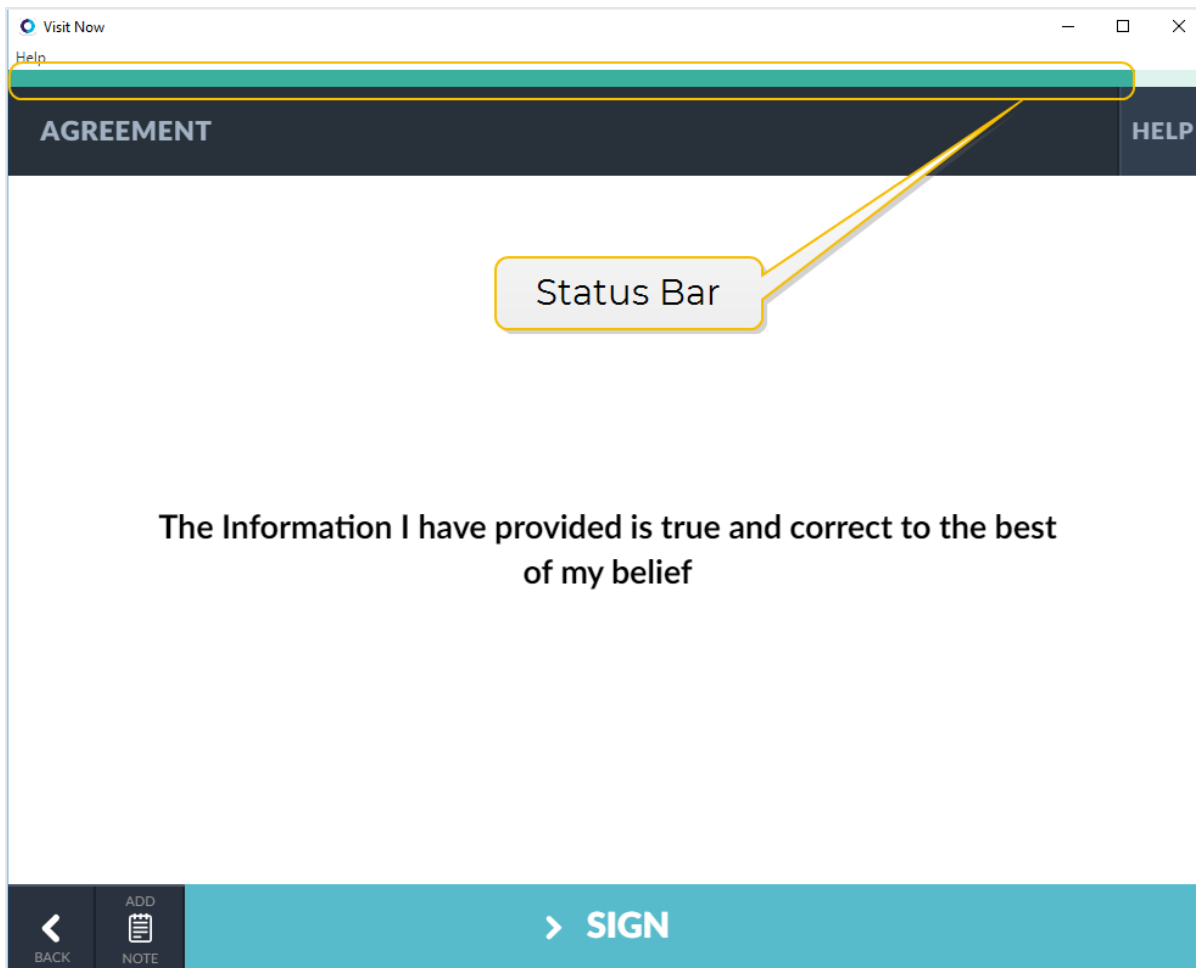 Visit Now
Help
AGREEMENT
HELP
Status Bar
The Information I have provided is true and correct to the best
of my belief
BACK
ADD
NOTE
SIGN